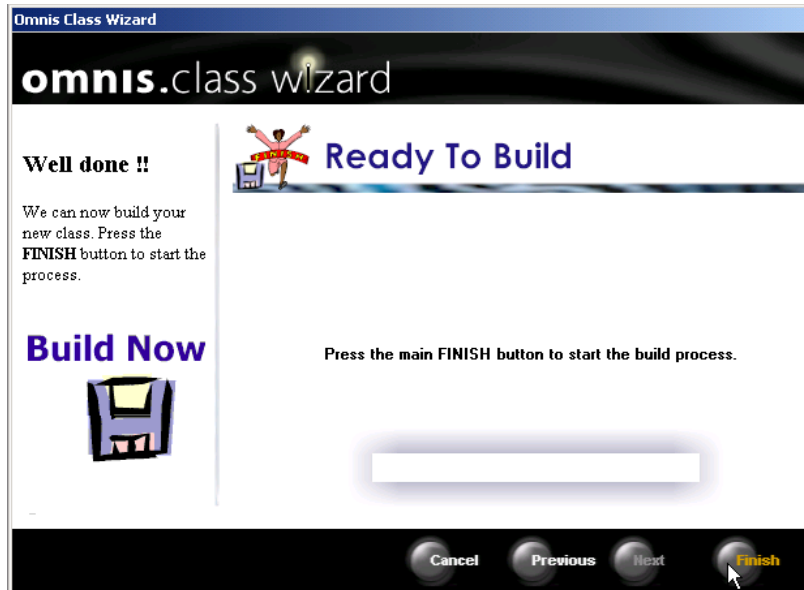 Omnis Class Wizard
omnis.class wizard
Well done !!
We can now build your
new class. Press the
FINISH button to start the
process.
Build Now
FINISH
Ready To Build
Press the main FINISH button to start the build process.
Cancel
Previous
Next
Finish